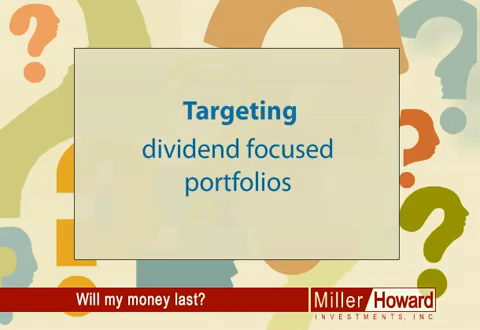 Targeting
dividend focused
portfolios
Will my money last?
Miller/Howard
INVESTMENTS, INC